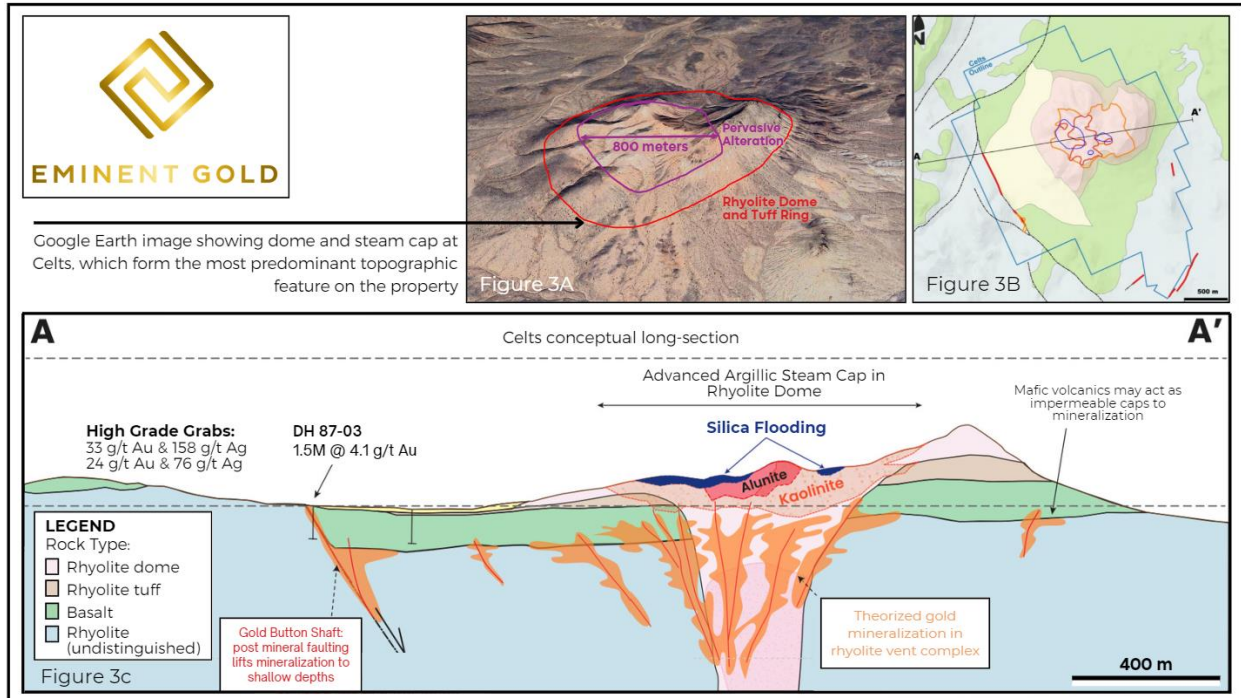 EMINENT GOLD
Google Earth image showing dome and steam cap at
Celts, which form the most predominant topographic
feature on the property
800 meters
Pervasive
Alteration
Rhyolite Dome
and Tuff Ring
Figure 3A
N
Celts
Outline
A
A'
500 m
Figure 3B
A
Celts conceptual long-section
A'
Advanced Argillic Steam Cap in
Rhyolite Dome
Mafic volcanics may act as
impermeable caps to
mineralization
High Grade Grabs:
33 g/t Au & 158 g/t Ag
24 g/t Au & 76 g/t Ag
DH 87-03
1.5M @ 4.1 g/t Au
Silica Flooding
Alunite
Kaolinite
LEGEND
Rock Type:
Rhyolite dome
Rhyolite tuff
Basalt
Rhyolite
(undistinguished)
Gold Button Shaft:
post mineral faulting
lifts mineralization to
shallow depths
Theorized gold
mineralization in
rhyolite vent complex
400 m
Figure 3c